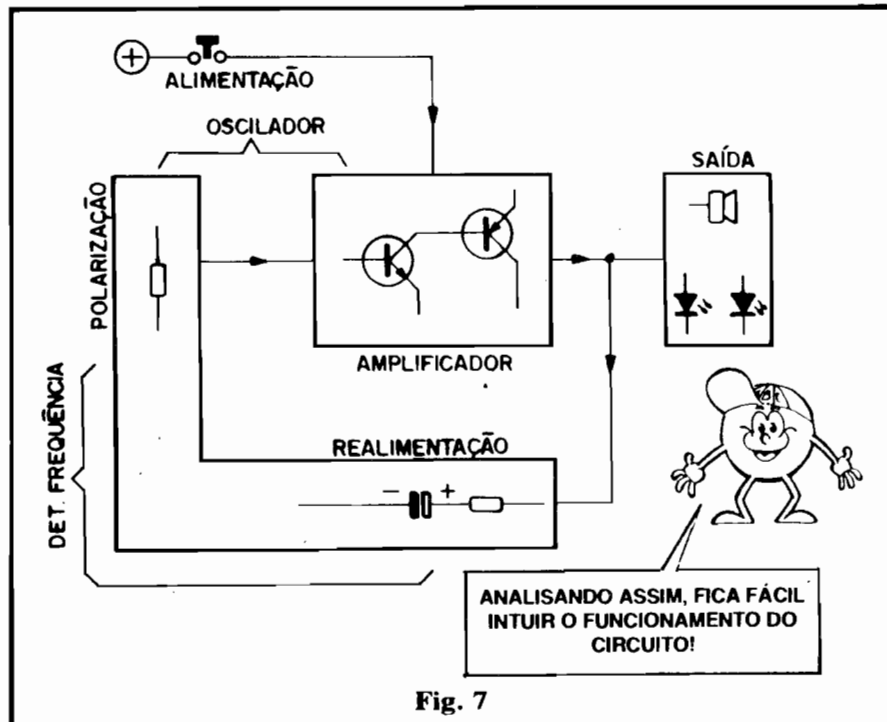 +
ALIMENTAÇÃO
OSCILADOR
SAÍDA
POLARIZAÇÃO
AMPLIFICADOR
DET. FREQUÊNCIA
REALIMENTAÇÃO
- +
ANALISANDO ASSIM, FICA FÁCIL
INTUIR O FUNCIONAMENTO DO
CIRCUITO!
Fig. 7